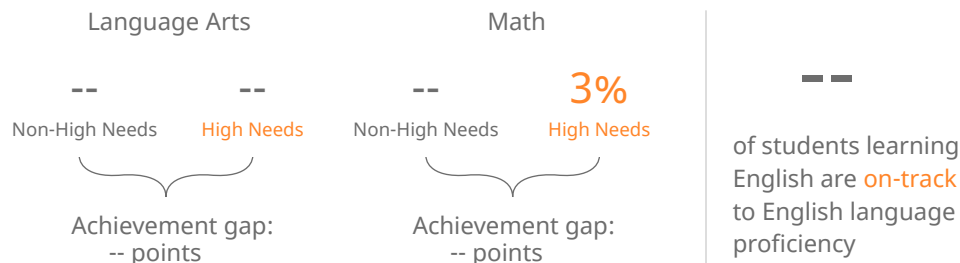 Language Arts
Math
-- --
-- 3%
--
Non-High Needs High Needs
Non-High Needs High Needs
Achievement gap:
-- points
Achievement gap:
-- points
of students learning
English are on-track
to English language
proficiency